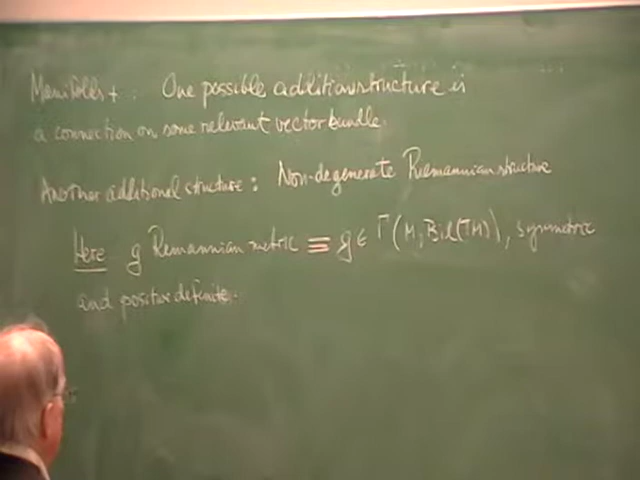 Manifolds + : One possible addition structure is
a connection on some relevant vector bundle.
Another additional structure : Non-degenerate Riemannian structure
Here g Riemannian metric ≡ g ∈ Γ(M, Bil(TM)), symmetric
and positive definite.